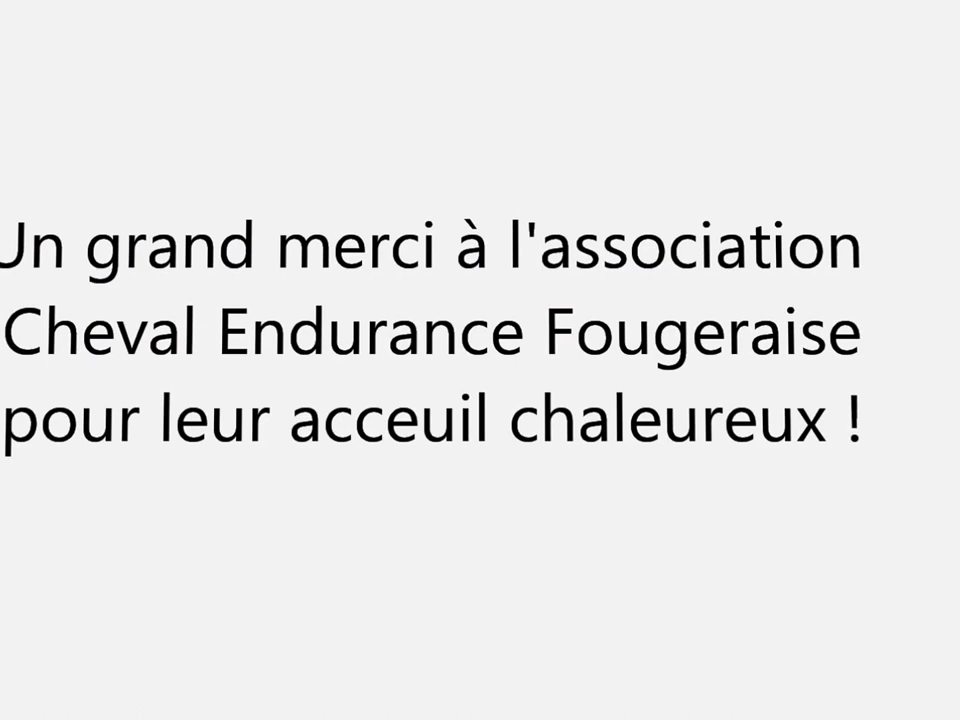 Un grand merci à l'association
Cheval Endurance Fougeraise
pour leur acceuil chaleureux !